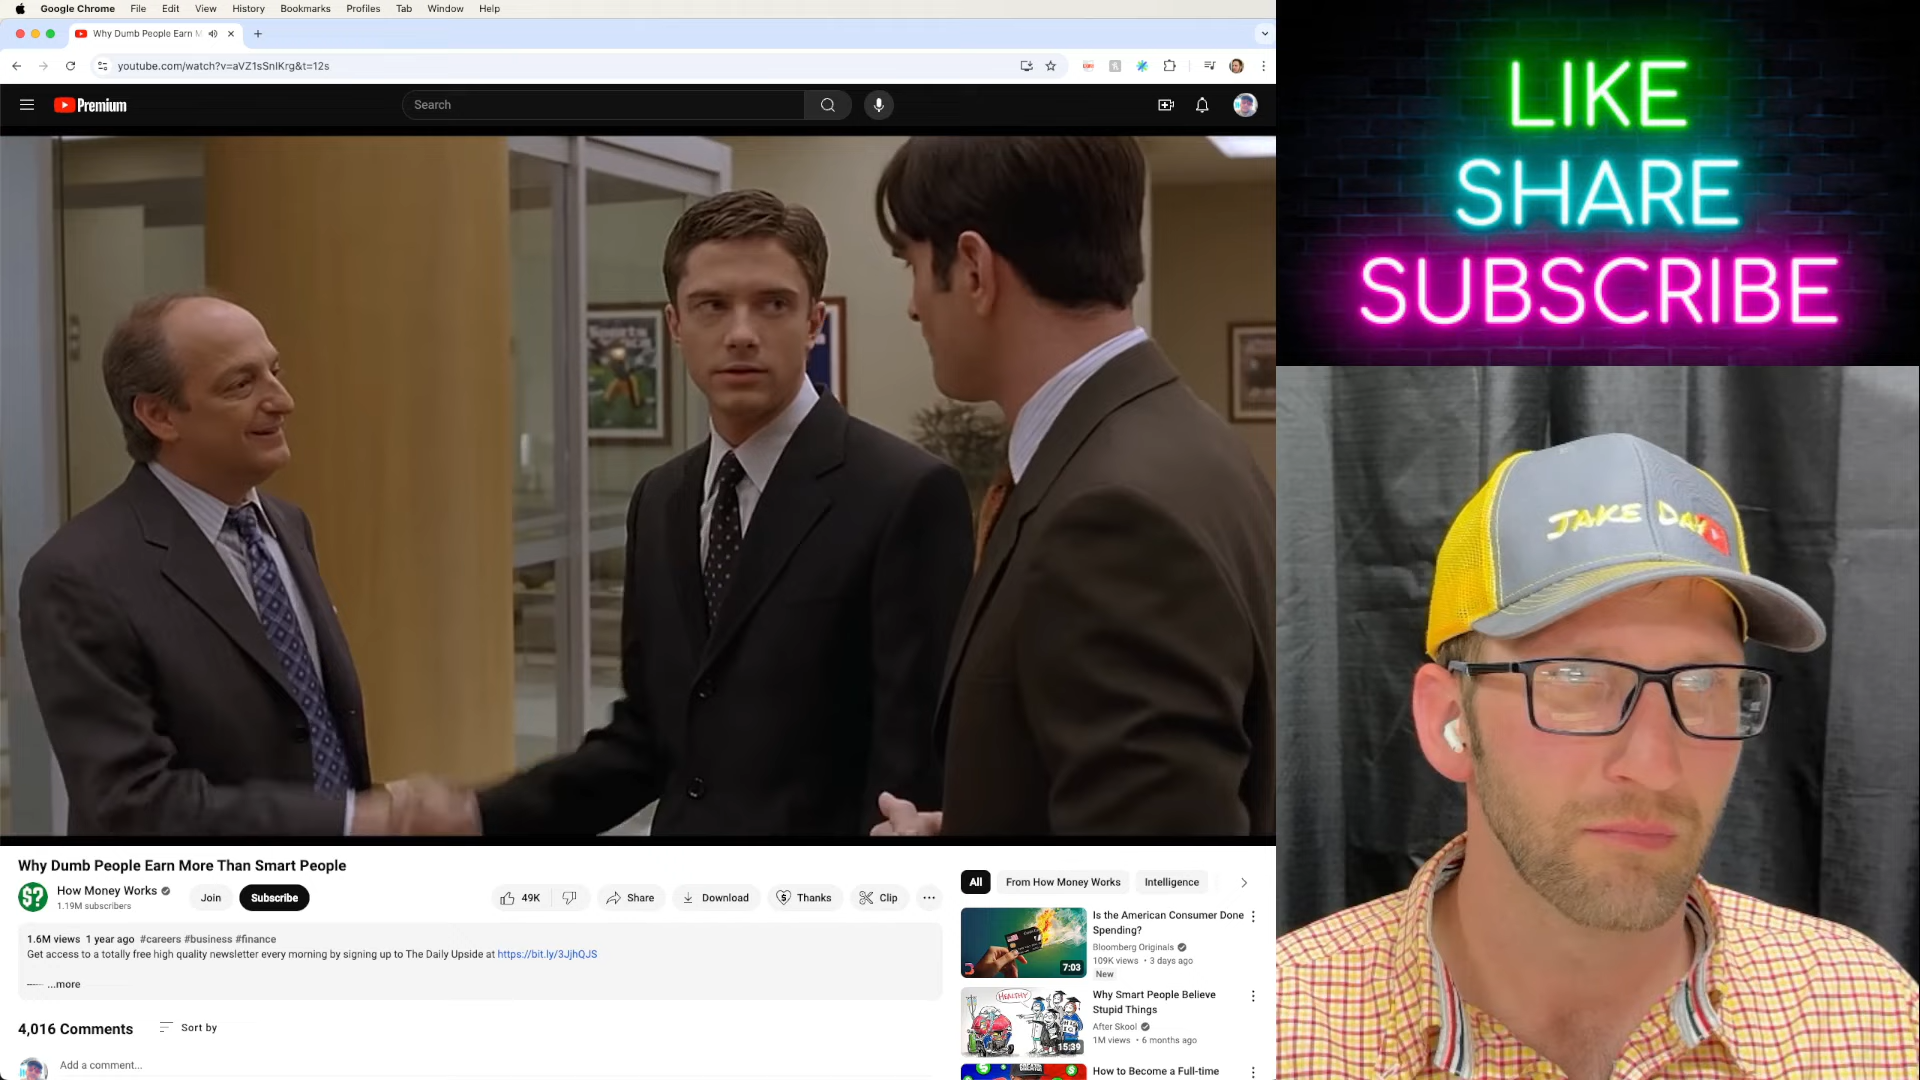 Google Chrome File Edit View History Bookmarks Profiles Tab Window Help
Why Dumb People Earn M
youtube.com/watch?v=aVZ1sSnIKrg&t=12s
Premium
Search
LIKE
SHARE
SUBSCRIBE
Sports
JAKE DAY
Why Dumb People Earn More Than Smart People
$?
How Money Works
1.19M subscribers
Join
Subscribe
49K
Share
Download
Thanks
Clip
1.6M views 1 year ago #careers #business #finance
Get access to a totally free high quality newsletter every morning by signing up to The Daily Upside at https://bit.ly/3JjhQJS
...more
4,016 Comments
Sort by
Add a comment...
All
From How Money Works
Intelligence
Is the American Consumer Done Spending?
Bloomberg Originals
109K views • 3 days ago
New
7:03
Why Smart People Believe
Stupid Things
After Skool
1M views • 6 months ago
HEALTHY
15:39
How to Become a Full-time